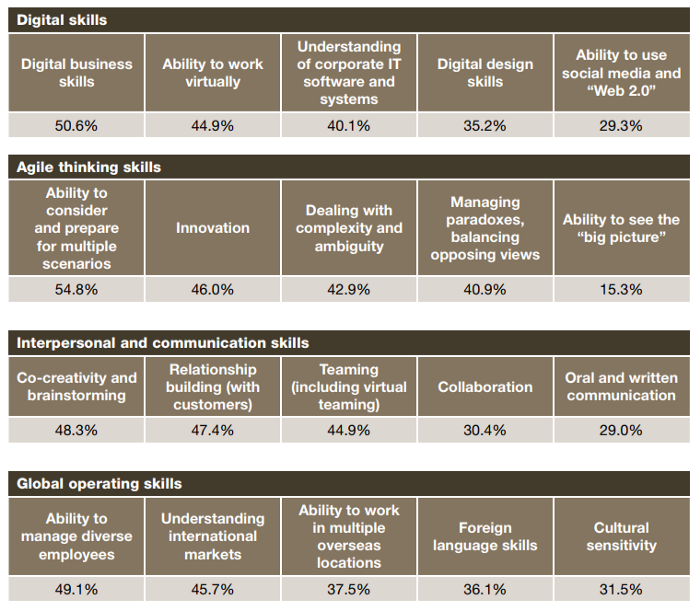 Digital skills
Digital business
skills
Ability to work
virtually
Understanding
of corporate IT
software and
systems
Digital design
skills
Ability to use
social media and
“Web 2.0”
50.6%
44.9%
40.1%
35.2%
29.3%
Agile thinking skills
Ability to
consider
and prepare
for multiple
scenarios
Innovation
Dealing with
complexity and
ambiguity
Managing
paradoxes,
balancing
opposing views
Ability to see the
“big picture”
54.8%
46.0%
42.9%
40.9%
15.3%
Interpersonal and communication skills
Co-creativity and
brainstorming
Relationship
building (with
customers)
Teaming
(including virtual
teaming)
Collaboration
Oral and written
communication
48.3%
47.4%
44.9%
30.4%
29.0%
Global operating skills
Ability to
manage diverse
employees
Understanding
international
markets
Ability to work
in multiple
overseas
locations
Foreign
language skills
Cultural
sensitivity
49.1%
45.7%
37.5%
36.1%
31.5%